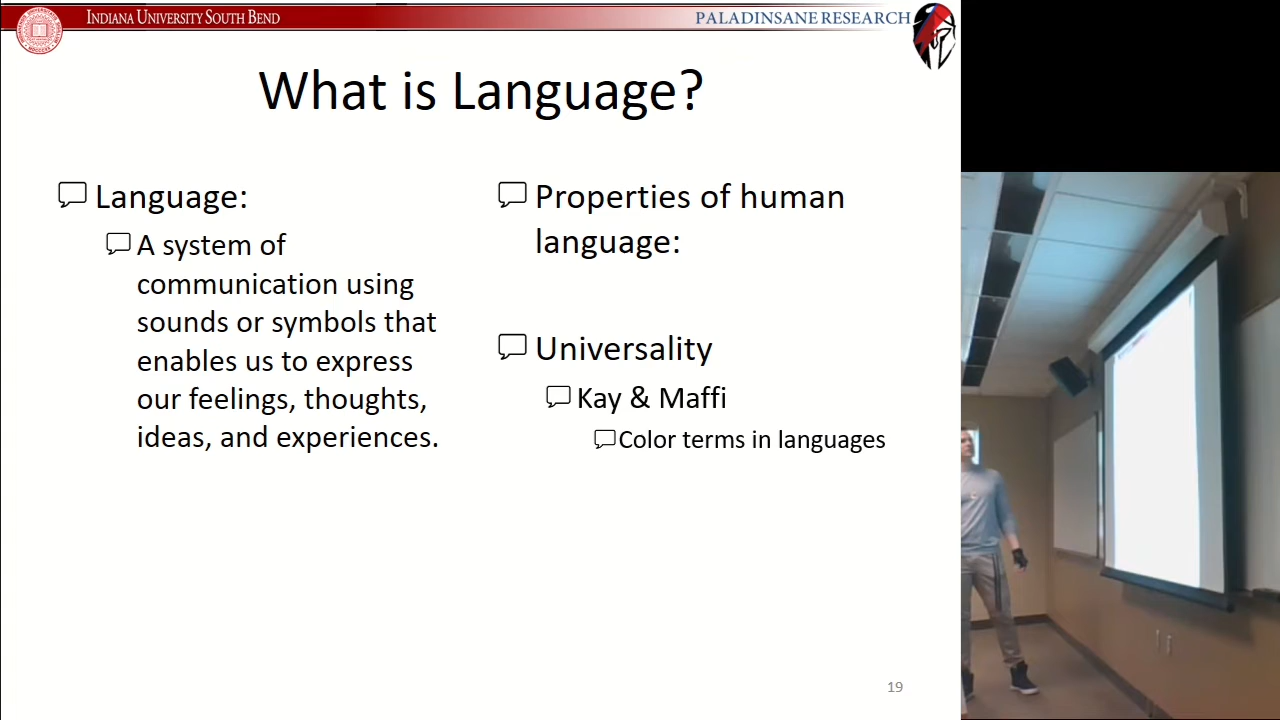 INDIANA UNIVERSITY SOUTH BEND
PALADINSANE RESEARCH
What is Language?
Language:
A system of
communication using
sounds or symbols that
enables us to express
our feelings, thoughts,
ideas, and experiences.
Properties of human
language:
Universality
Kay & Maffi
Color terms in languages
19